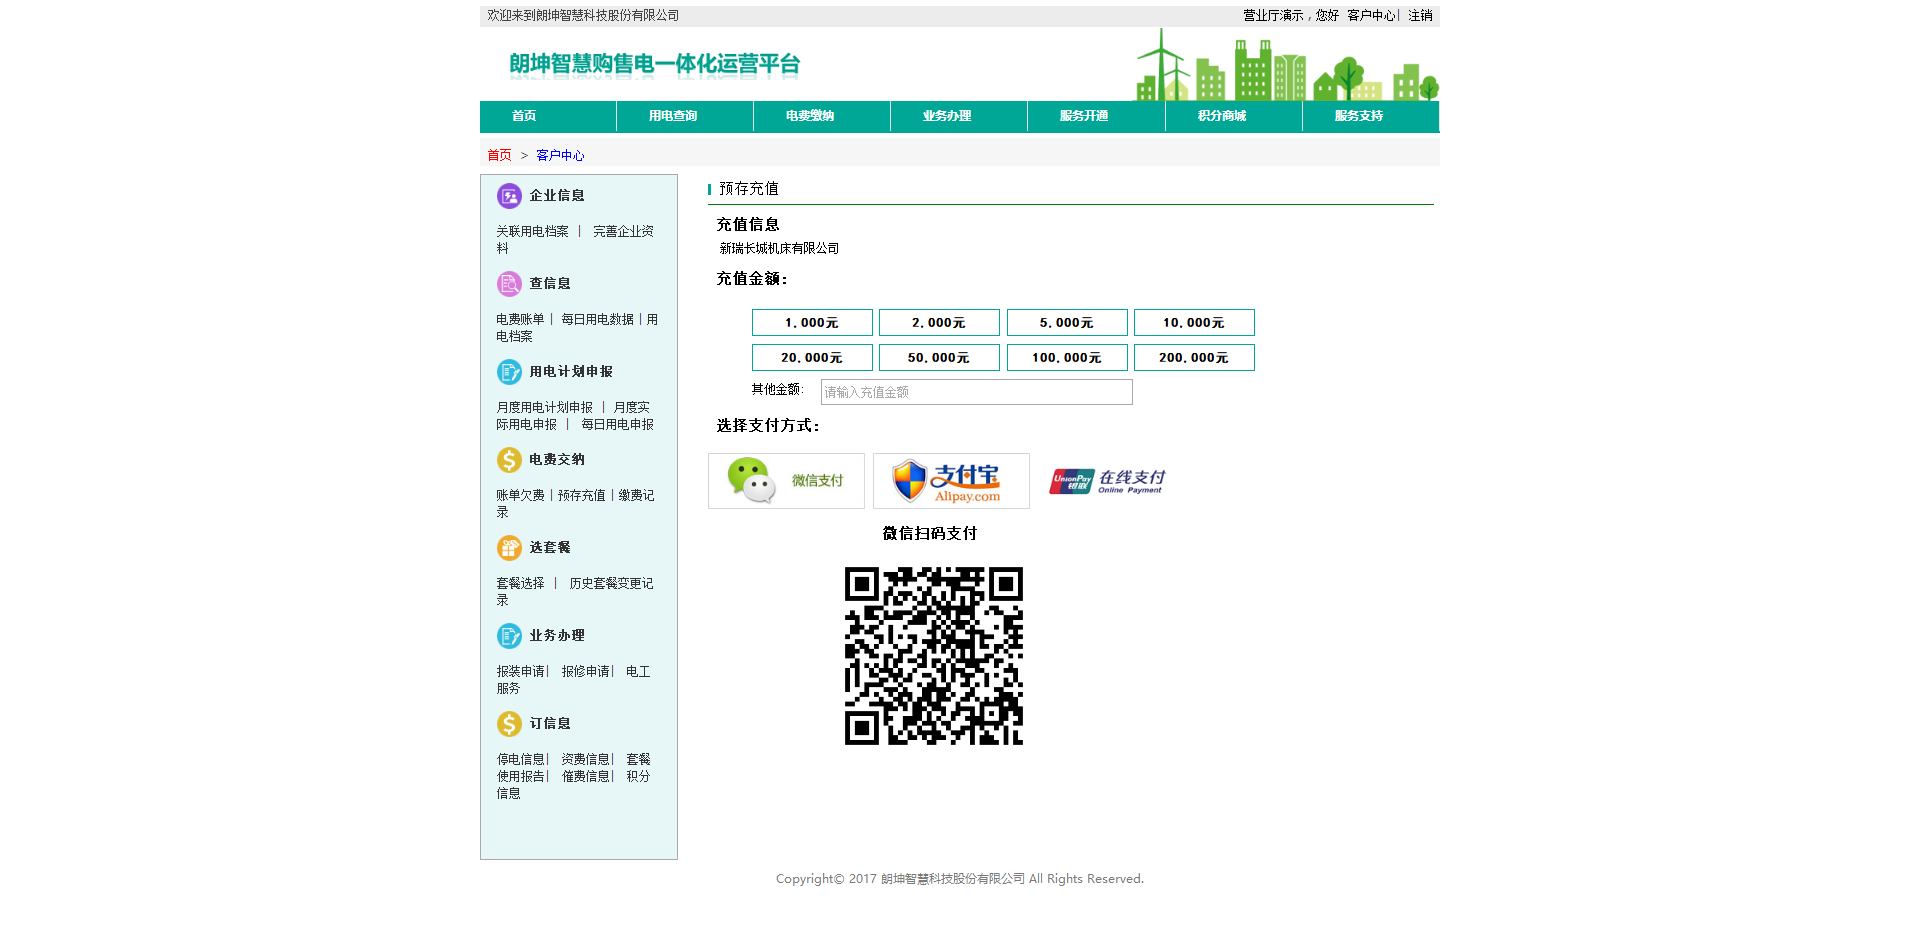 欢迎来到朗坤智慧科技股份有限公司
营业厅演示，您好 客户中心| 注销
朗坤智慧购售电一体化运营平台
首页 用电查询 电费缴纳 业务办理 服务开通 积分商城 服务支持
首页 > 客户中心
企业信息
关联用电档案 | 完善企业资
料
查信息
电费账单 | 每日用电数据 | 用
电档案
用电计划申报
月度用电计划申报 | 月度实
际用电申报 | 每日用电申报
电费交纳
账单欠费 | 预存充值 | 缴费记
录
选套餐
套餐选择 | 历史套餐变更记
录
业务办理
报装申请| 报修申请| 电工
服务
订信息
停电信息| 资费信息| 套餐
使用报告| 催费信息| 积分
信息
预存充值
充值信息
新瑞长城机床有限公司
充值金额：
1,000元 2,000元 5,000元 10,000元
20,000元 50,000元 100,000元 200,000元
其他金额： 请输入充值金额
选择支付方式：
微信支付
支付宝
Alipay.com
UnionPay
银联
在线支付
Online Payment
微信扫码支付
Copyright© 2017 朗坤智慧科技股份有限公司 All Rights Reserved.